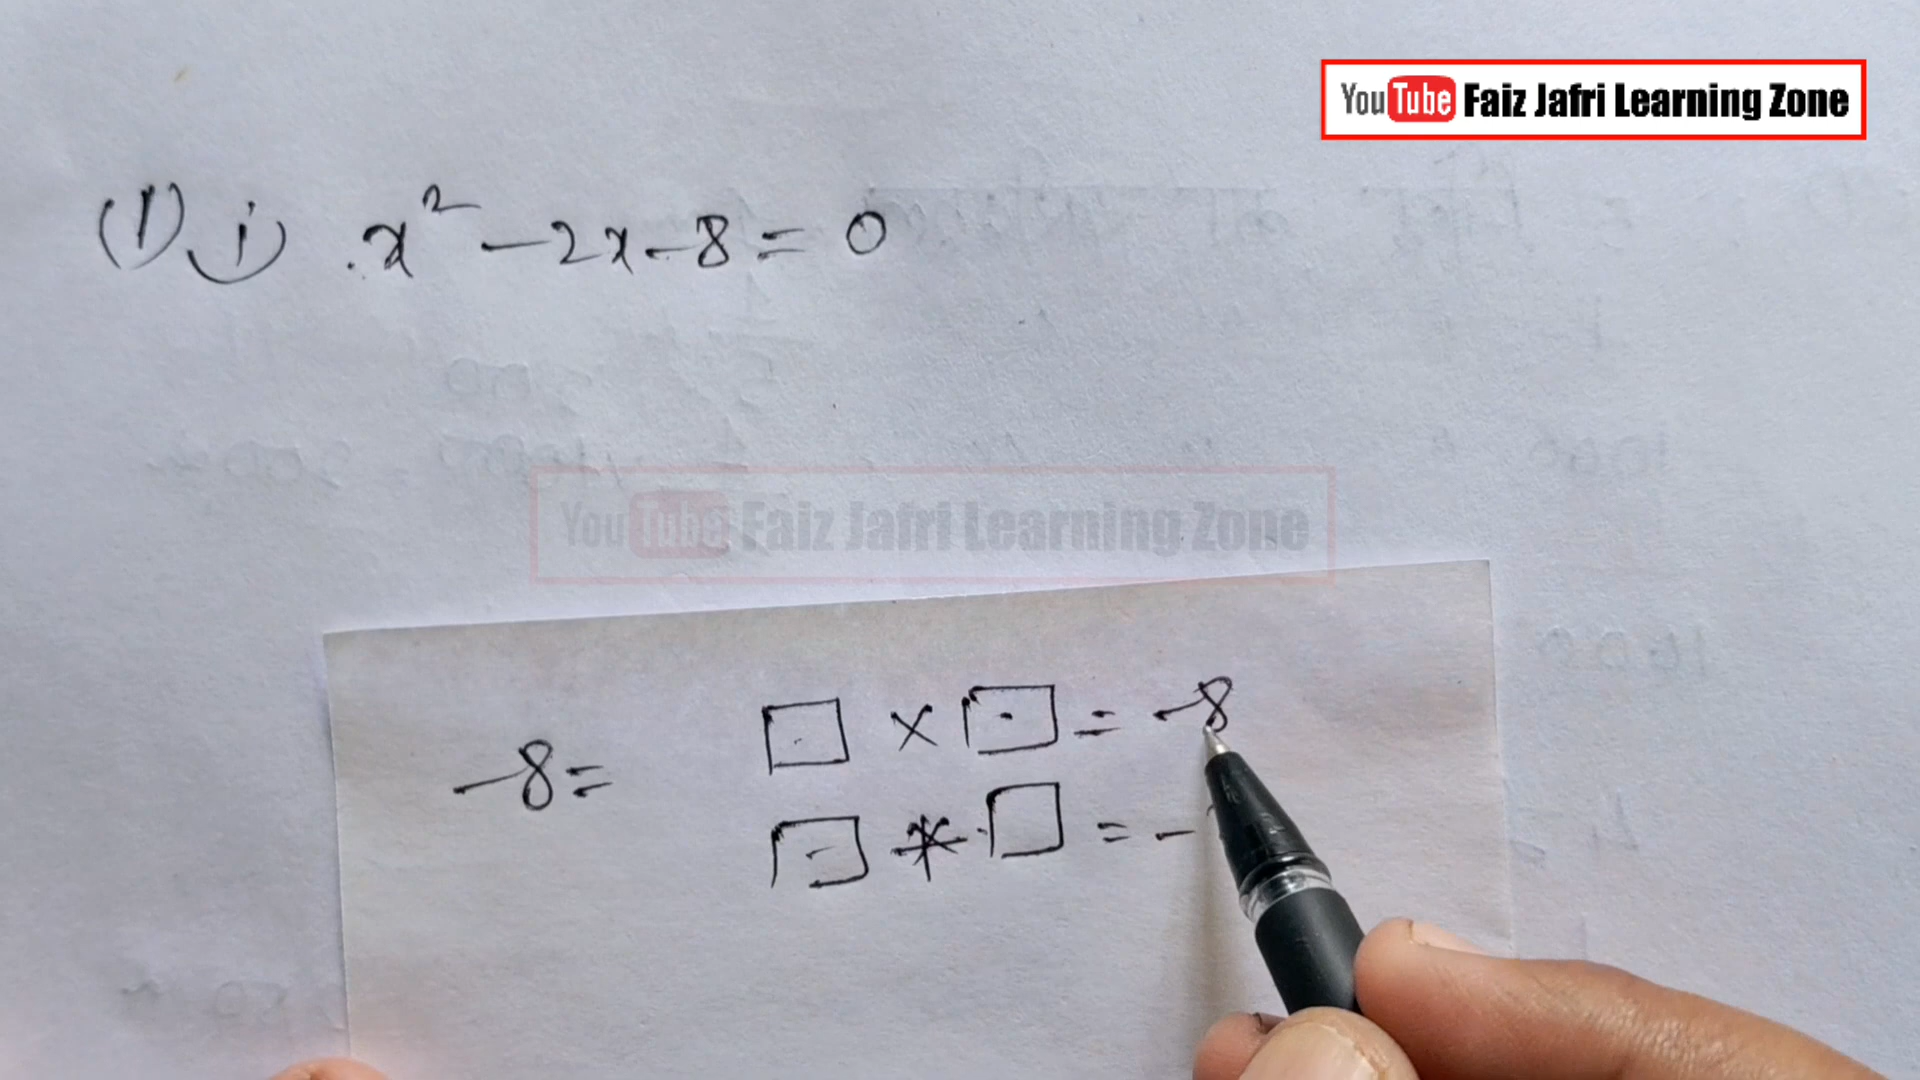 YouTube Faiz Jafri Learning Zone
(1) i) x² - 2x - 8 = 0
YouTube Faiz Jafri Learning Zone
□ × □ = -8
-8 =
□ * □ = -